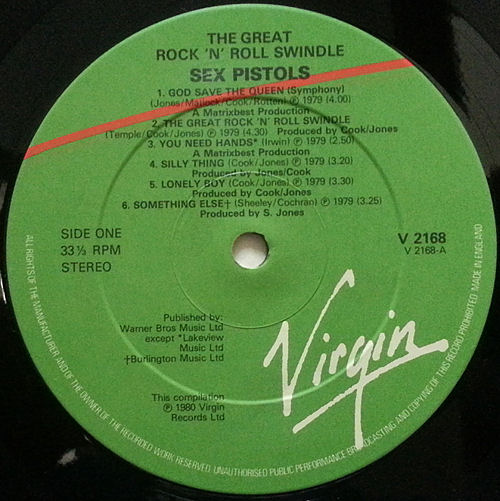 THE GREAT
ROCK 'N' ROLL SWINDLE
SEX PISTOLS
1. GOD SAVE THE QUEEN (Symphony)
(Jones/Matlock/Cook/Rotten) ℗ 1979 (4.00)
A Matrixbest Production
2. THE GREAT ROCK 'N' ROLL SWINDLE
(Temple/Cook/Jones) ℗ 1979 (4.30) Produced by Cook/Jones
3. YOU NEED HANDS* (Irwin) ℗ 1979 (2.50)
A Matrixbest Production
4. SILLY THING (Cook/Jones) ℗ 1979 (3.20)
Produced by Jones/Cook
5. LONELY BOY (Cook/Jones) ℗ 1979 (3.30)
Produced by Cook/Jones
6. SOMETHING ELSE† (Sheeley/Cochran) ℗ 1979 (3.25)
Produced by S. Jones
SIDE ONE
33⅓ RPM
STEREO
V 2168
V 2168-A
Published by:
Warner Bros Music Ltd
except *Lakeview
Music Ltd
†Burlington Music Ltd
This compilation
℗ 1980 Virgin
Records Ltd
Virgin
ALL RIGHTS OF THE MANUFACTURER AND OF THE OWNER OF THE RECORDED WORK RESERVED. UNAUTHORISED PUBLIC PERFORMANCE BROADCASTING AND COPYING OF THIS RECORD PROHIBITED. MADE IN ENGLAND